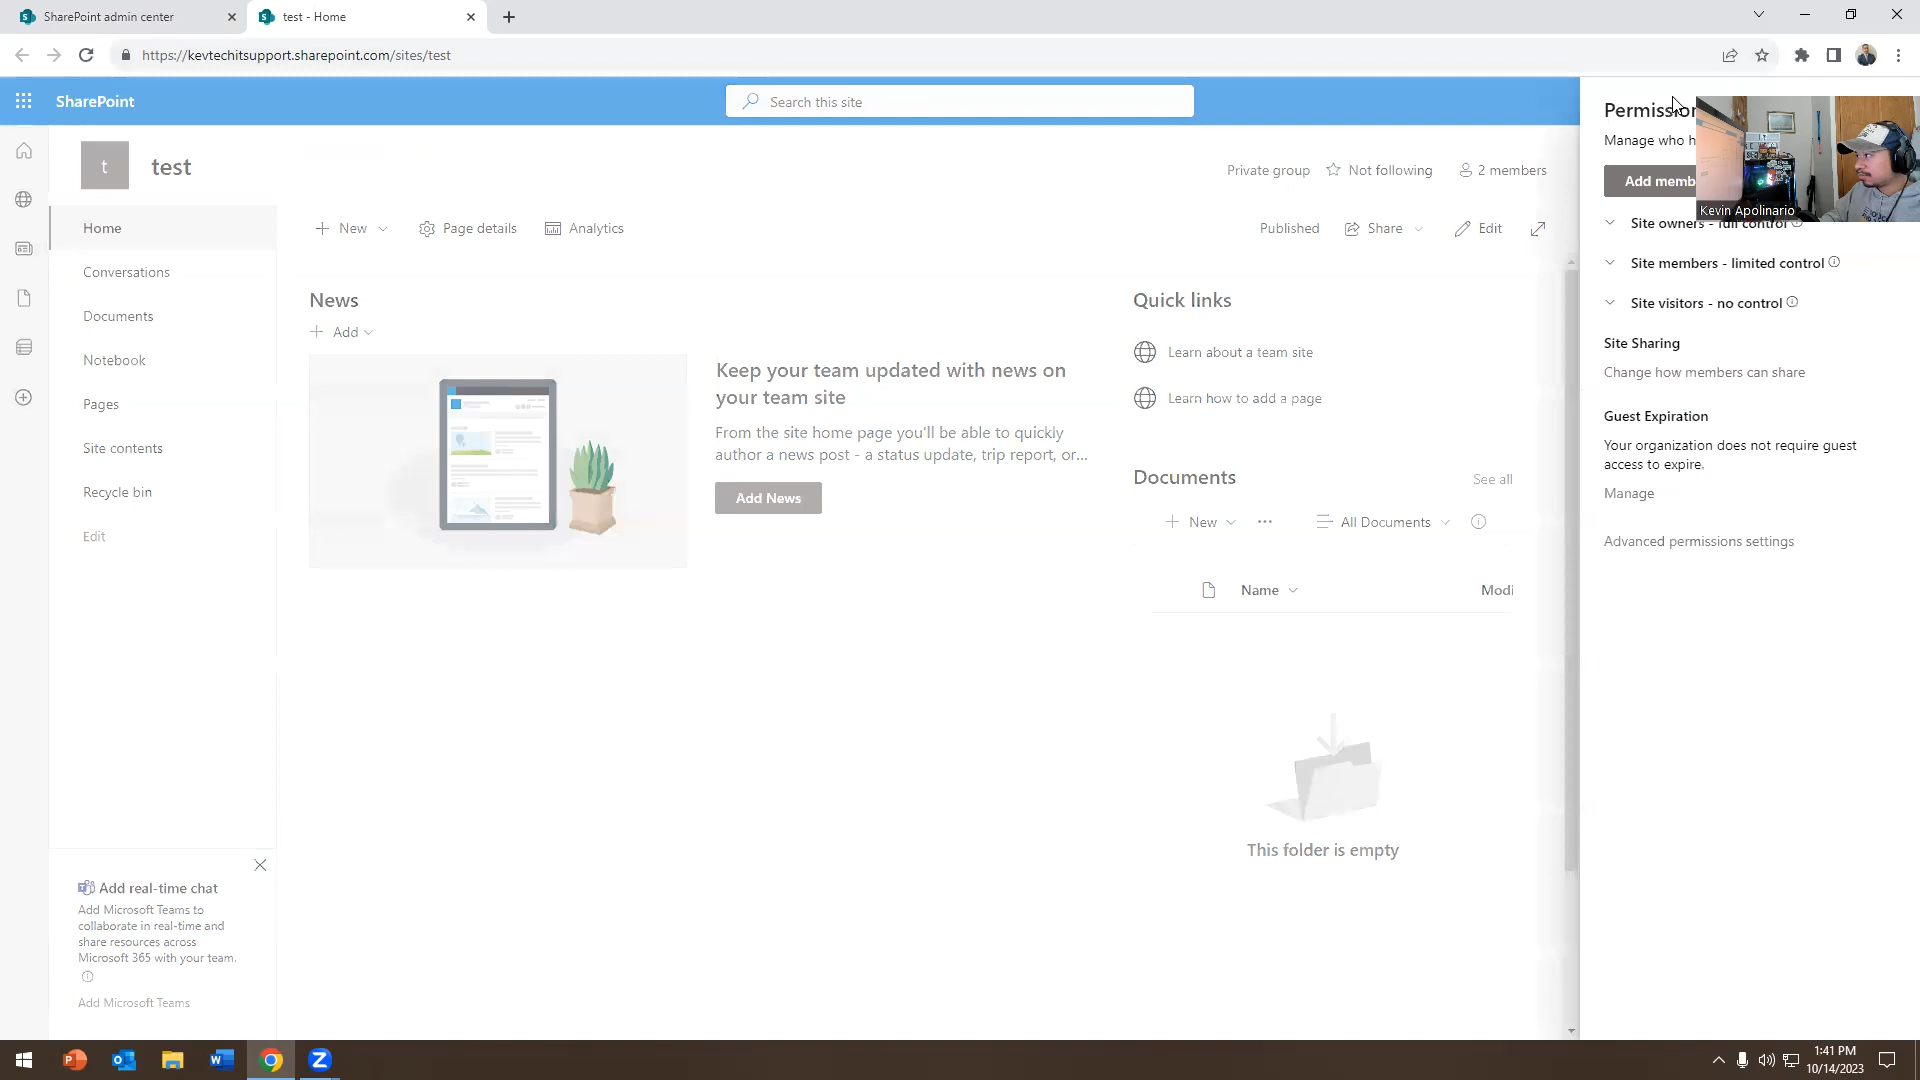 SharePoint admin center
test - Home
https://kevtechitsupport.sharepoint.com/sites/test
SharePoint
Search this site
t
test
Private group
Not following
2 members
Home
Conversations
Documents
Notebook
Pages
Site contents
Recycle bin
Edit
New
Page details
Analytics
Published
Share
Edit
News
Add
Keep your team updated with news on
your team site
From the site home page you'll be able to quickly
author a news post - a status update, trip report, or...
Add News
Quick links
Learn about a team site
Learn how to add a page
Documents
See all
New
All Documents
Name
Modi
This folder is empty
Add real-time chat
Add Microsoft Teams to
collaborate in real-time and
share resources across
Microsoft 365 with your team.
Add Microsoft Teams
Permission
Manage who h
Add memb
Kevin Apolinario
Site owners - full control
Site members - limited control
Site visitors - no control
Site Sharing
Change how members can share
Guest Expiration
Your organization does not require guest
access to expire.
Manage
Advanced permissions settings
1:41 PM
10/14/2023